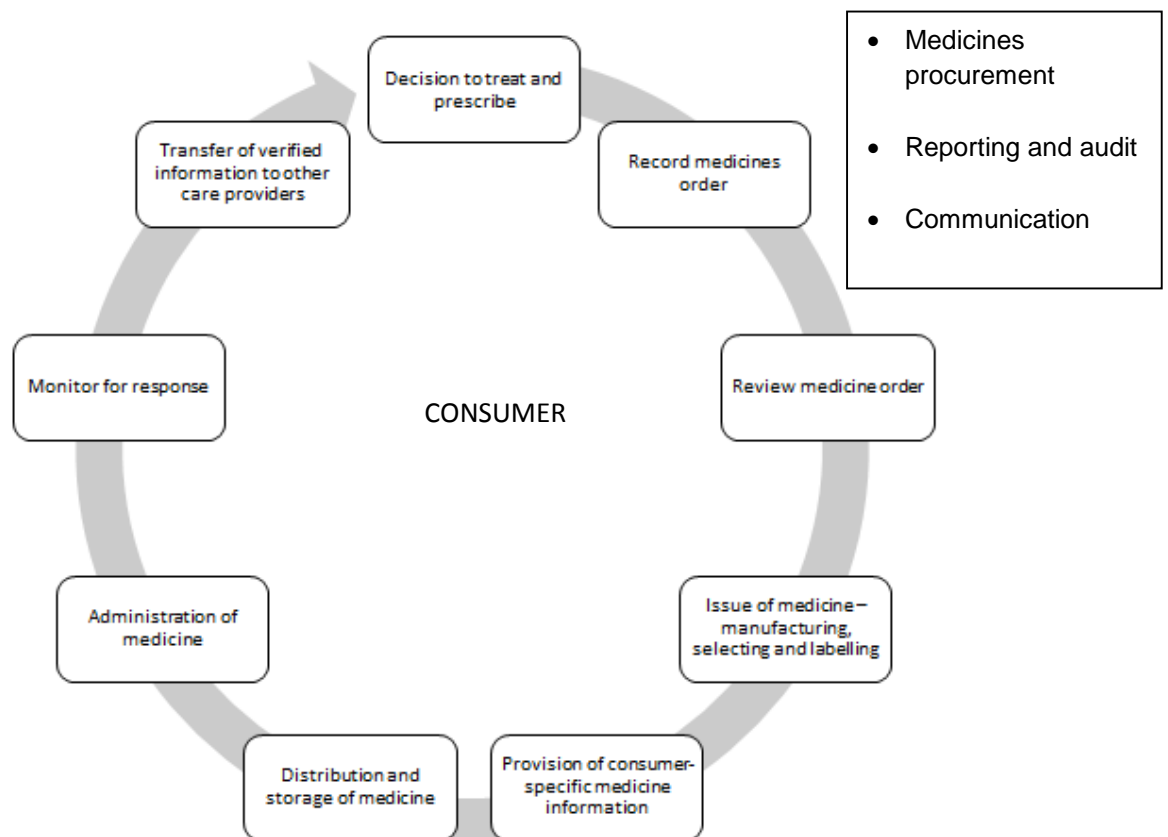 Decision to treat and
prescribe
Record medicines
order
Review medicine order
Issue of medicine –
manufacturing,
selecting and labelling
Provision of consumer-
specific medicine
information
Distribution and
storage of medicine
Administration of
medicine
Monitor for response
Transfer of verified
information to other
care providers
CONSUMER
• Medicines
procurement
• Reporting and audit
• Communication